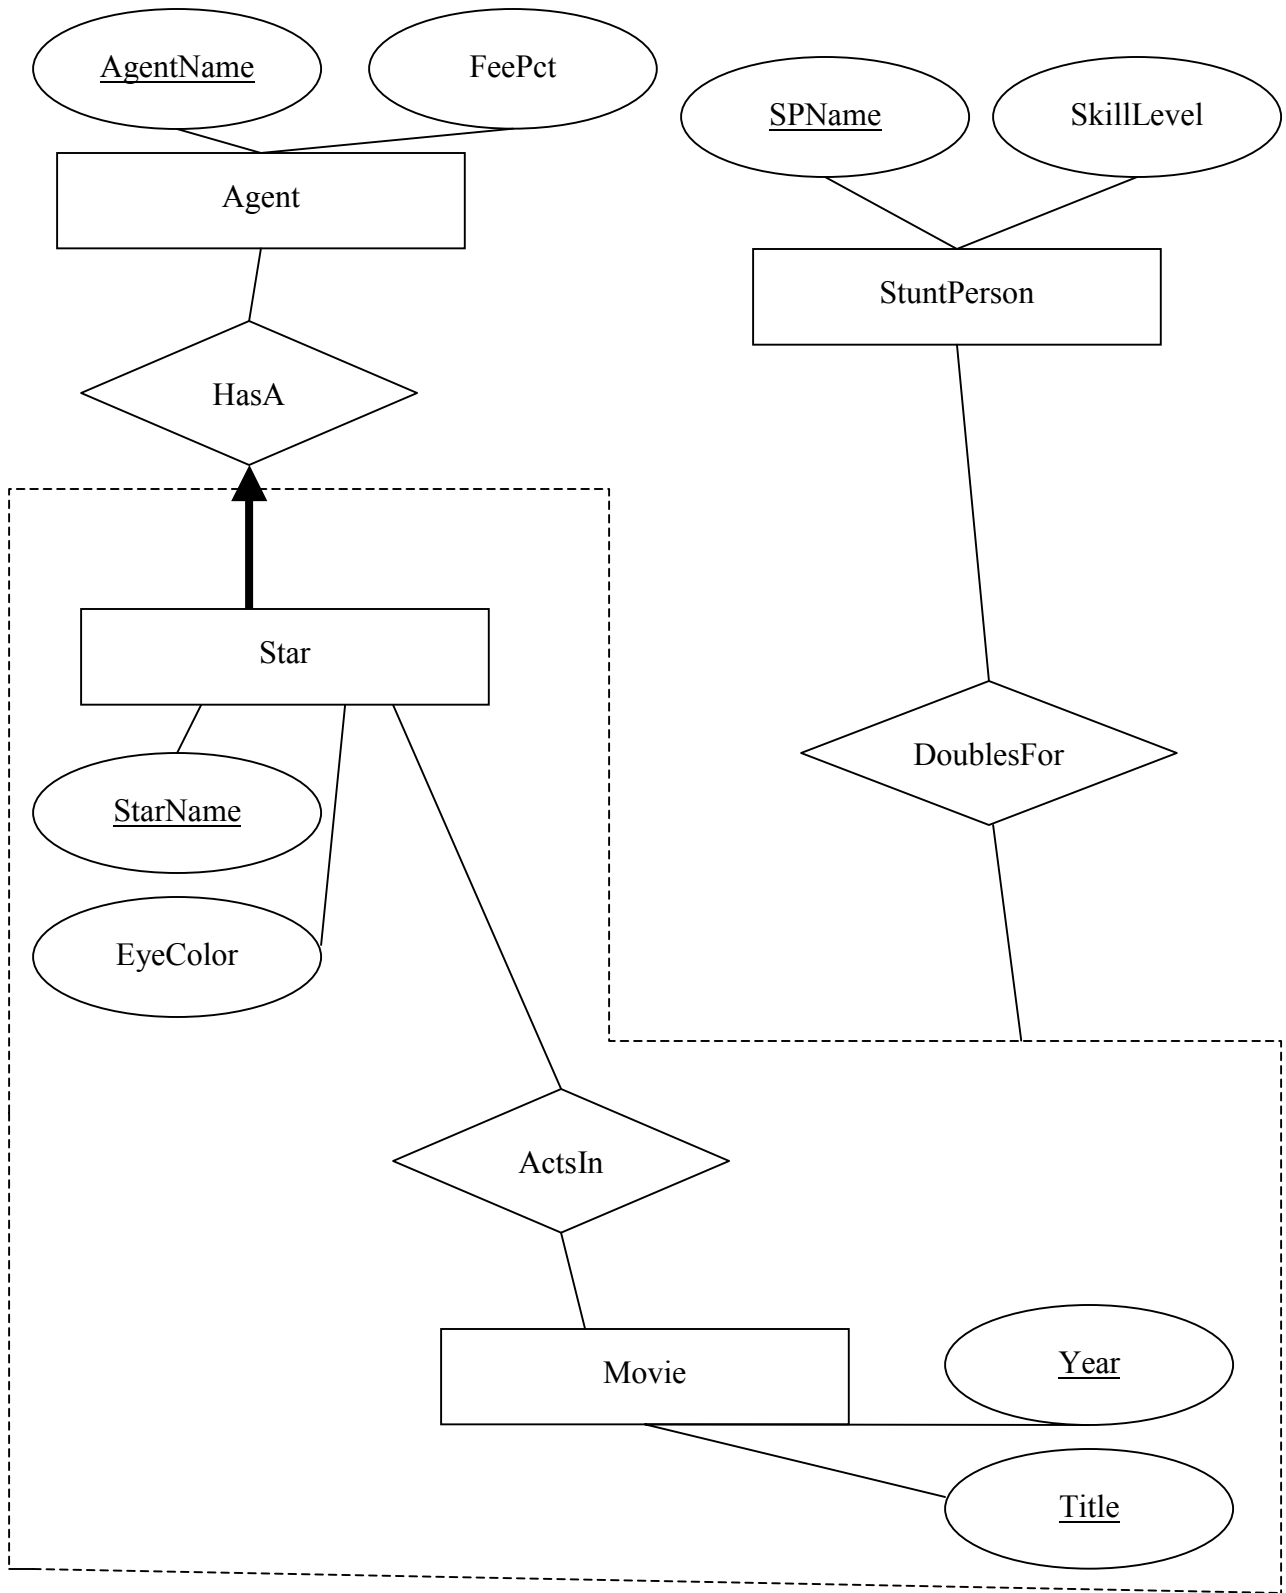 AgentName
FeePct
SPName
SkillLevel
Agent
StuntPerson
HasA
Star
DoublesFor
StarName
EyeColor
ActsIn
Movie
Year
Title